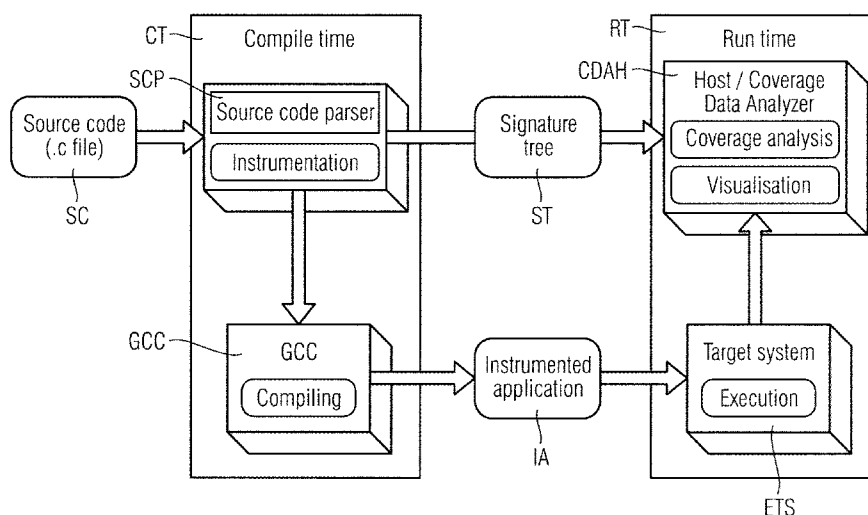 CT
Compile time
RT
Run time
SCP
CDAH
Host / Coverage
Data Analyzer
Source code
(.c file)
Source code parser
Instrumentation
Signature
tree
Coverage analysis
Visualisation
SC
ST
GCC
GCC
Compiling
Instrumented
application
Target system
Execution
IA
ETS